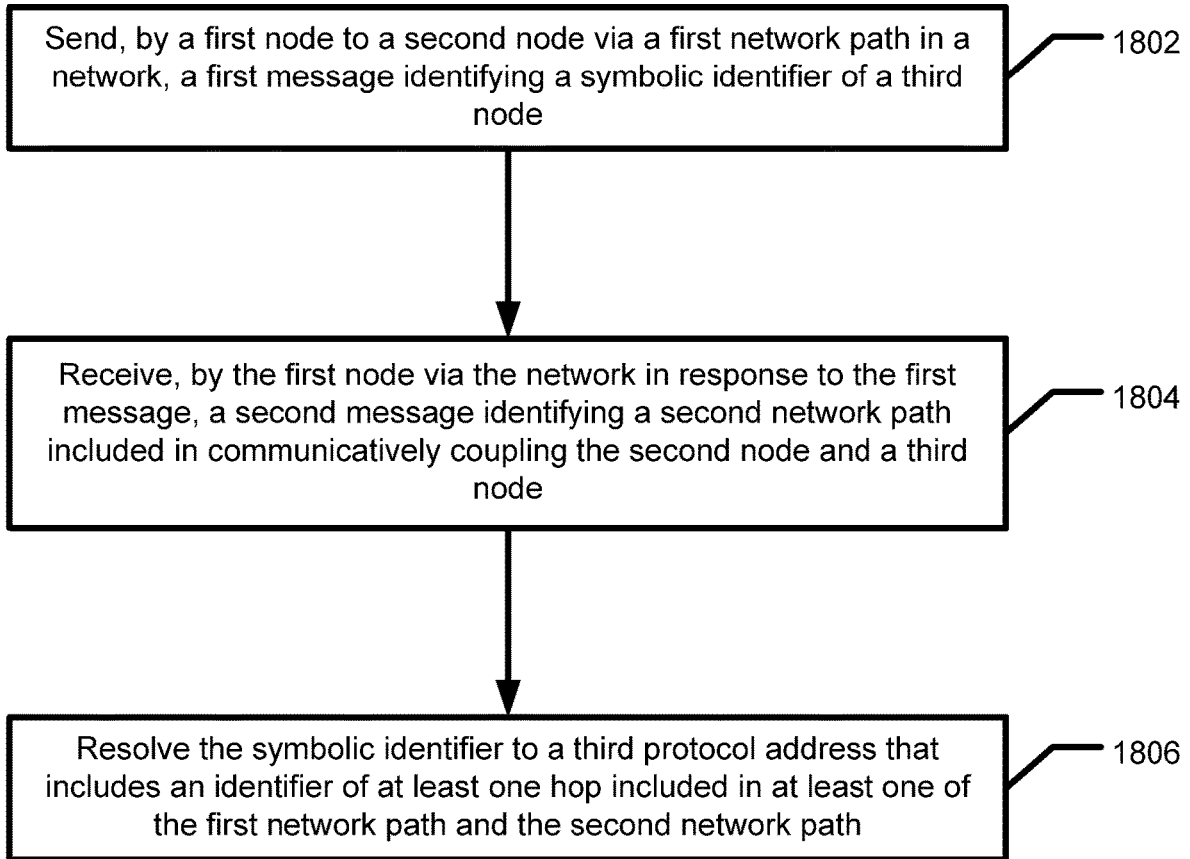 Send, by a first node to a second node via a first network path in a
network, a first message identifying a symbolic identifier of a third
node
1802
Receive, by the first node via the network in response to the first
message, a second message identifying a second network path
included in communicatively coupling the second node and a third
node
1804
Resolve the symbolic identifier to a third protocol address that
includes an identifier of at least one hop included in at least one of
the first network path and the second network path
1806